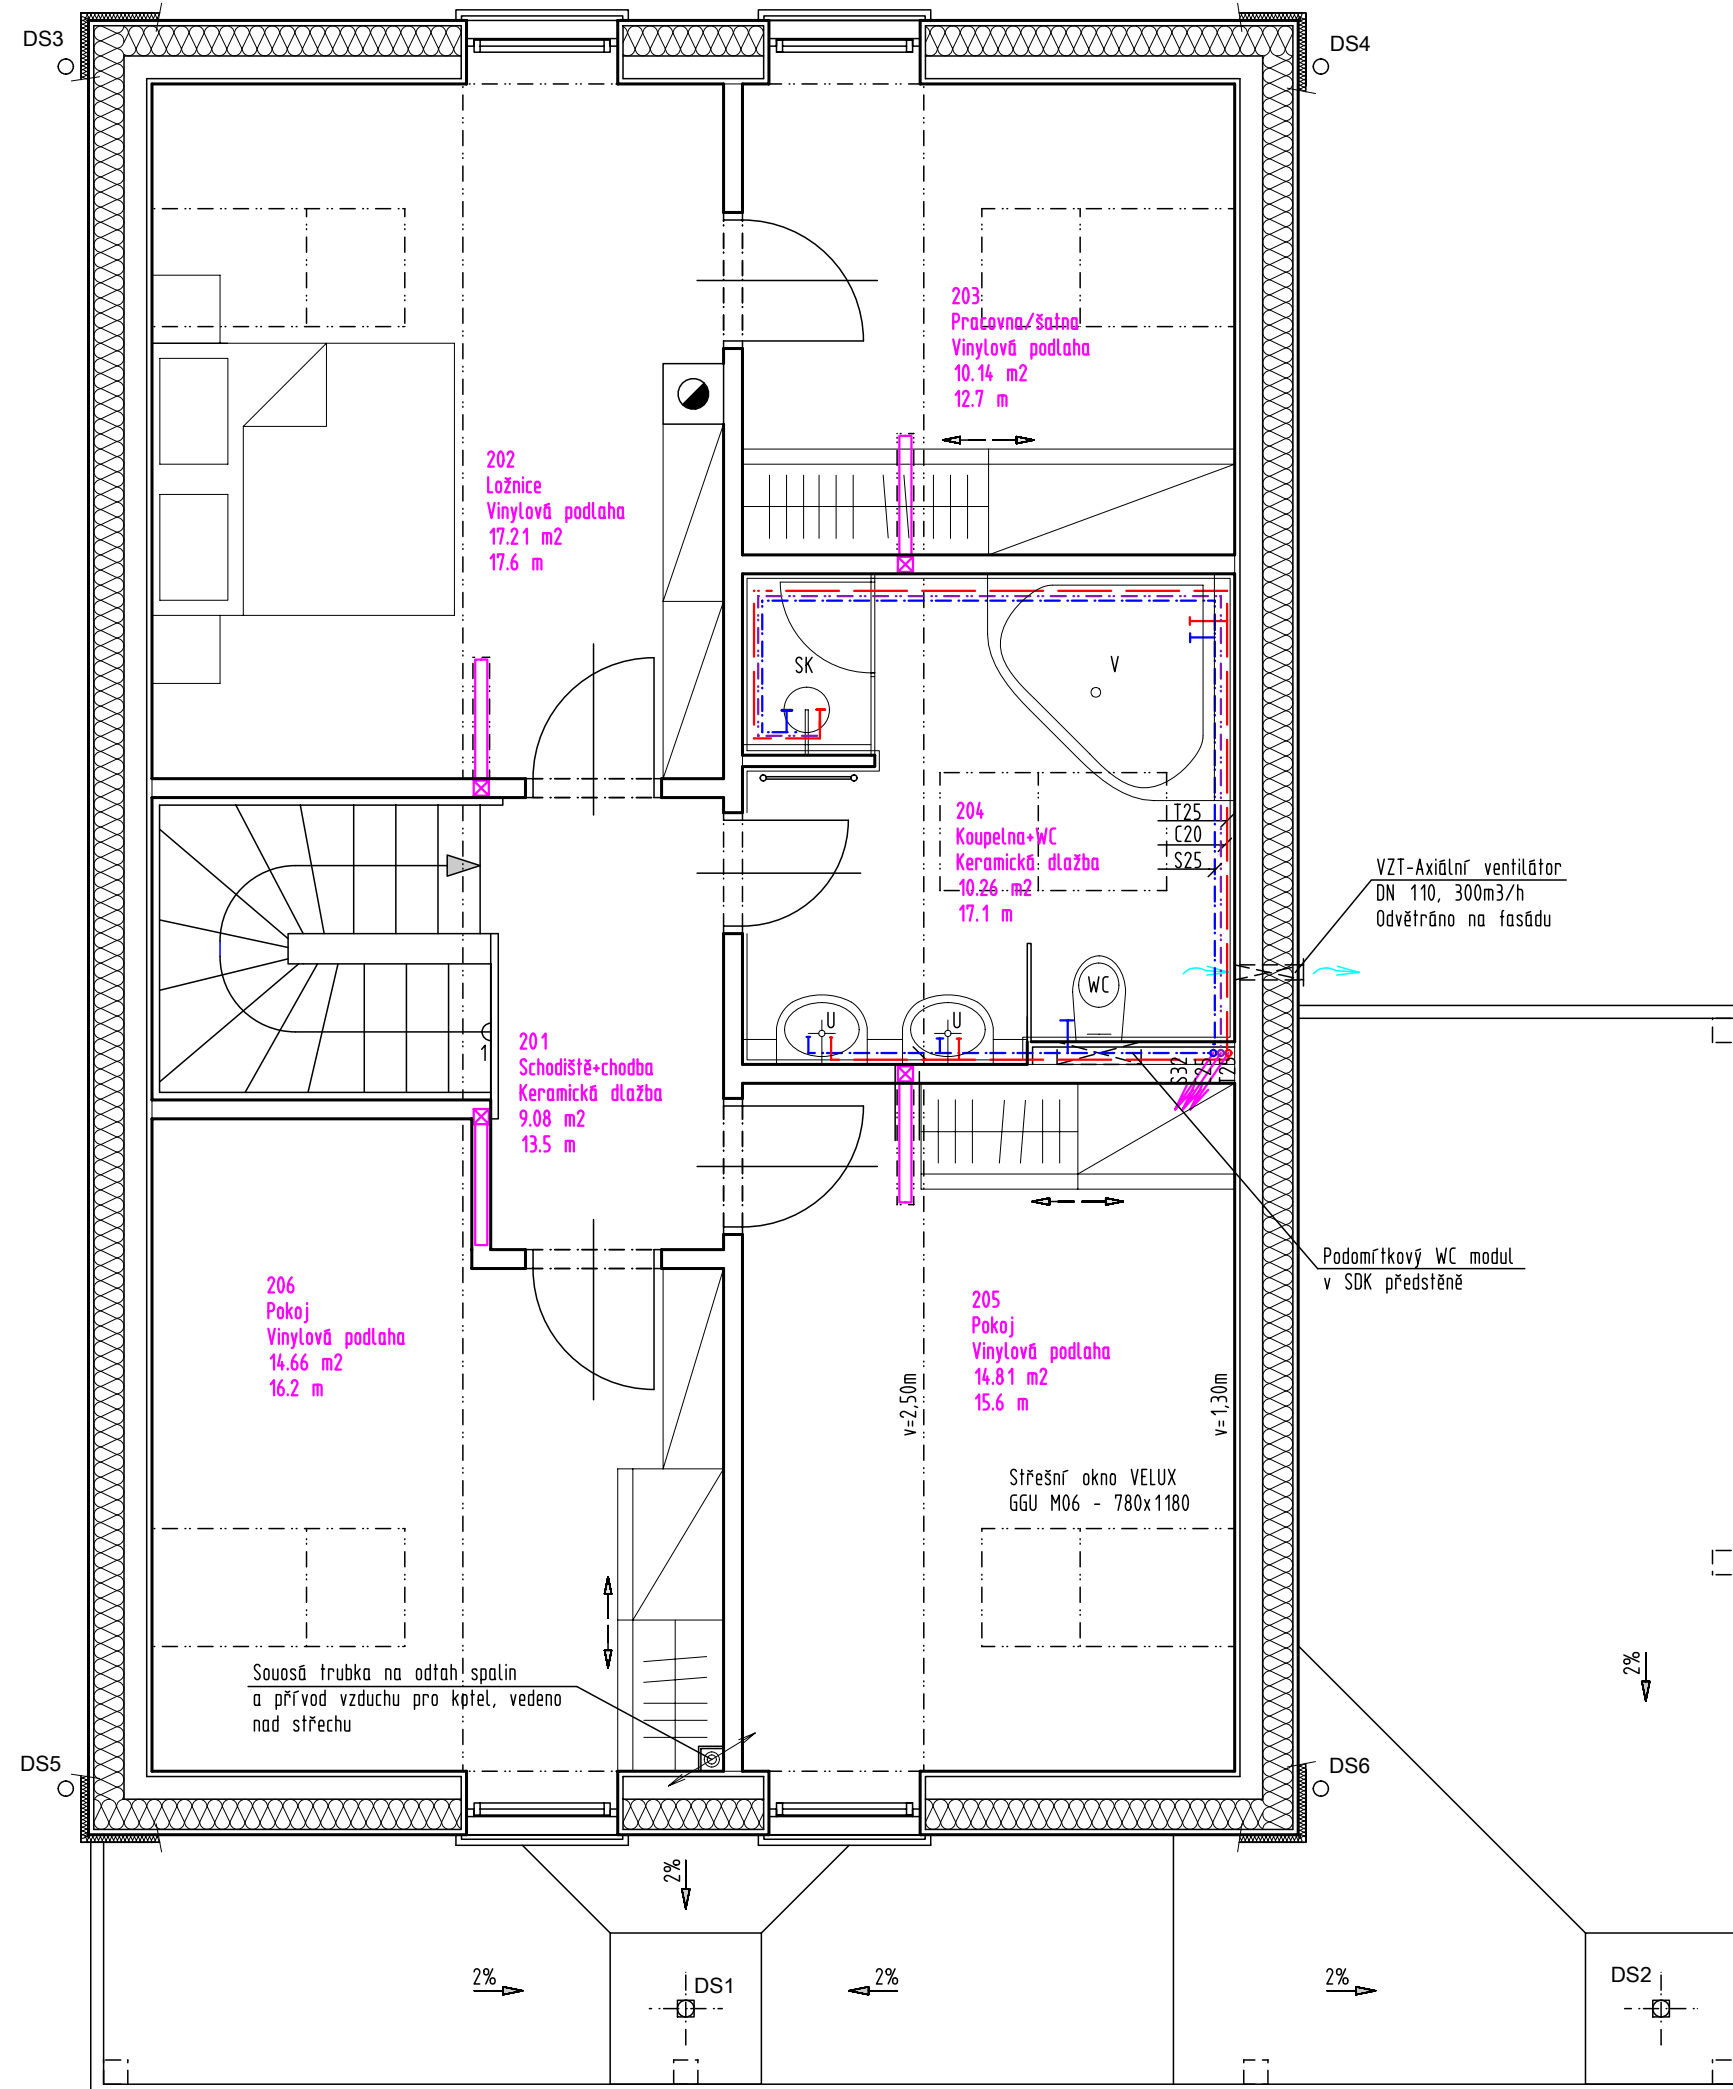 DS3
DS4
203
Pracovna/šatna
Vinylová podlaha
10.14 m2
12.7 m
202
Ložnice
Vinylová podlaha
17.21 m2
17.6 m
SK
V
204
Koupelna+WC
Keramická dlažba
10.26 m2
17.1 m
T25
C20
S25
VZT-Axiální ventilátor
DN 110, 300m3/h
Odvětráno na fasádu
WC
U
U
1
201
Schodiště+chodba
Keramická dlažba
9.08 m2
13.5 m
S32
T25
Podomítkový WC modul
v SDK předstěně
206
Pokoj
Vinylová podlaha
14.66 m2
16.2 m
205
Pokoj
Vinylová podlaha
14.81 m2
15.6 m
v=2,50m
v=1,30m
Střešní okno VELUX
GGU M06 - 780x1180
Souosá trubka na odtah spalin
a přívod vzduchu pro kotel, vedeno
nad střechu
2%
DS5
DS6
2%
2%
2%
2%
DS1
DS2